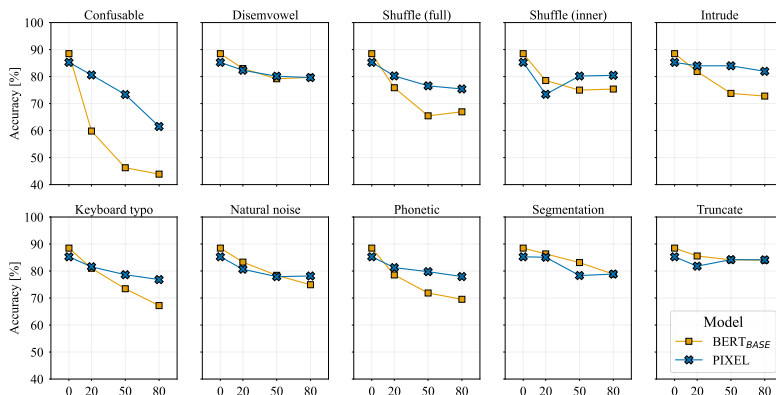 Confusable Disemvowel Shuffle (full) Shuffle (inner) Intrude
100
90
80
70
60
50
40
Accuracy [%]
Keyboard typo Natural noise Phonetic Segmentation Truncate
100
90
80
70
60
50
40
Accuracy [%]
Model
BERT_BASE
PIXEL
0 20 50 80 0 20 50 80 0 20 50 80 0 20 50 80 0 20 50 80